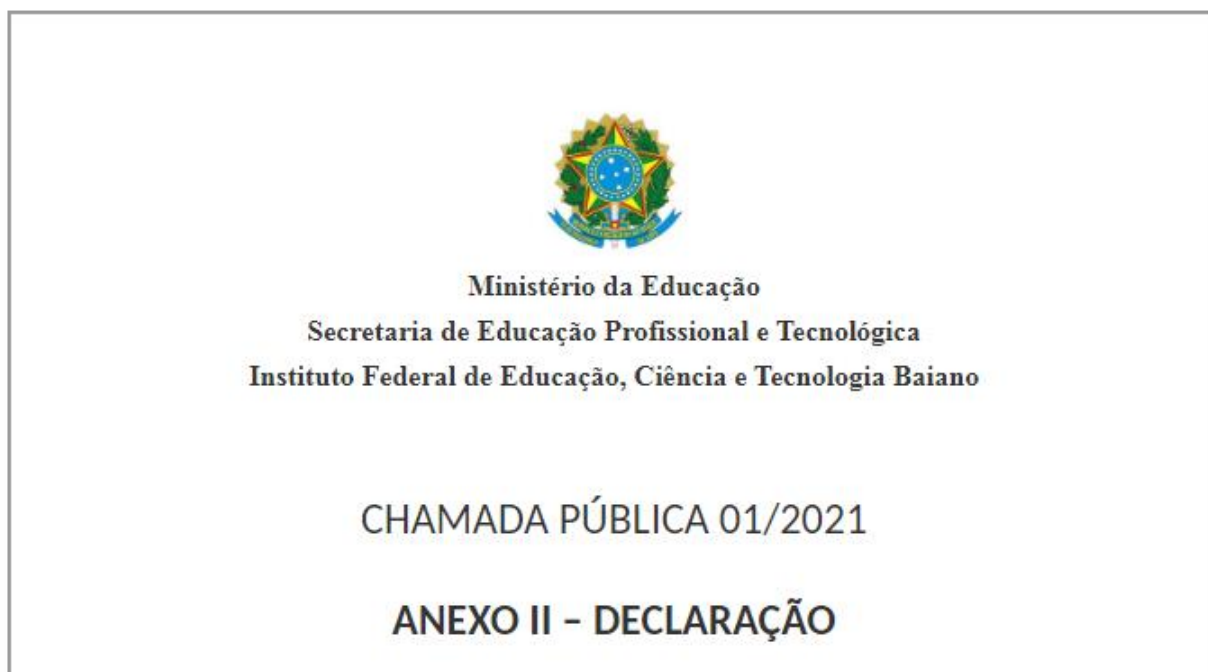 Ministério da Educação
Secretaria de Educação Profissional e Tecnológica
Instituto Federal de Educação, Ciência e Tecnologia Baiano
CHAMADA PÚBLICA 01/2021
ANEXO II – DECLARAÇÃO